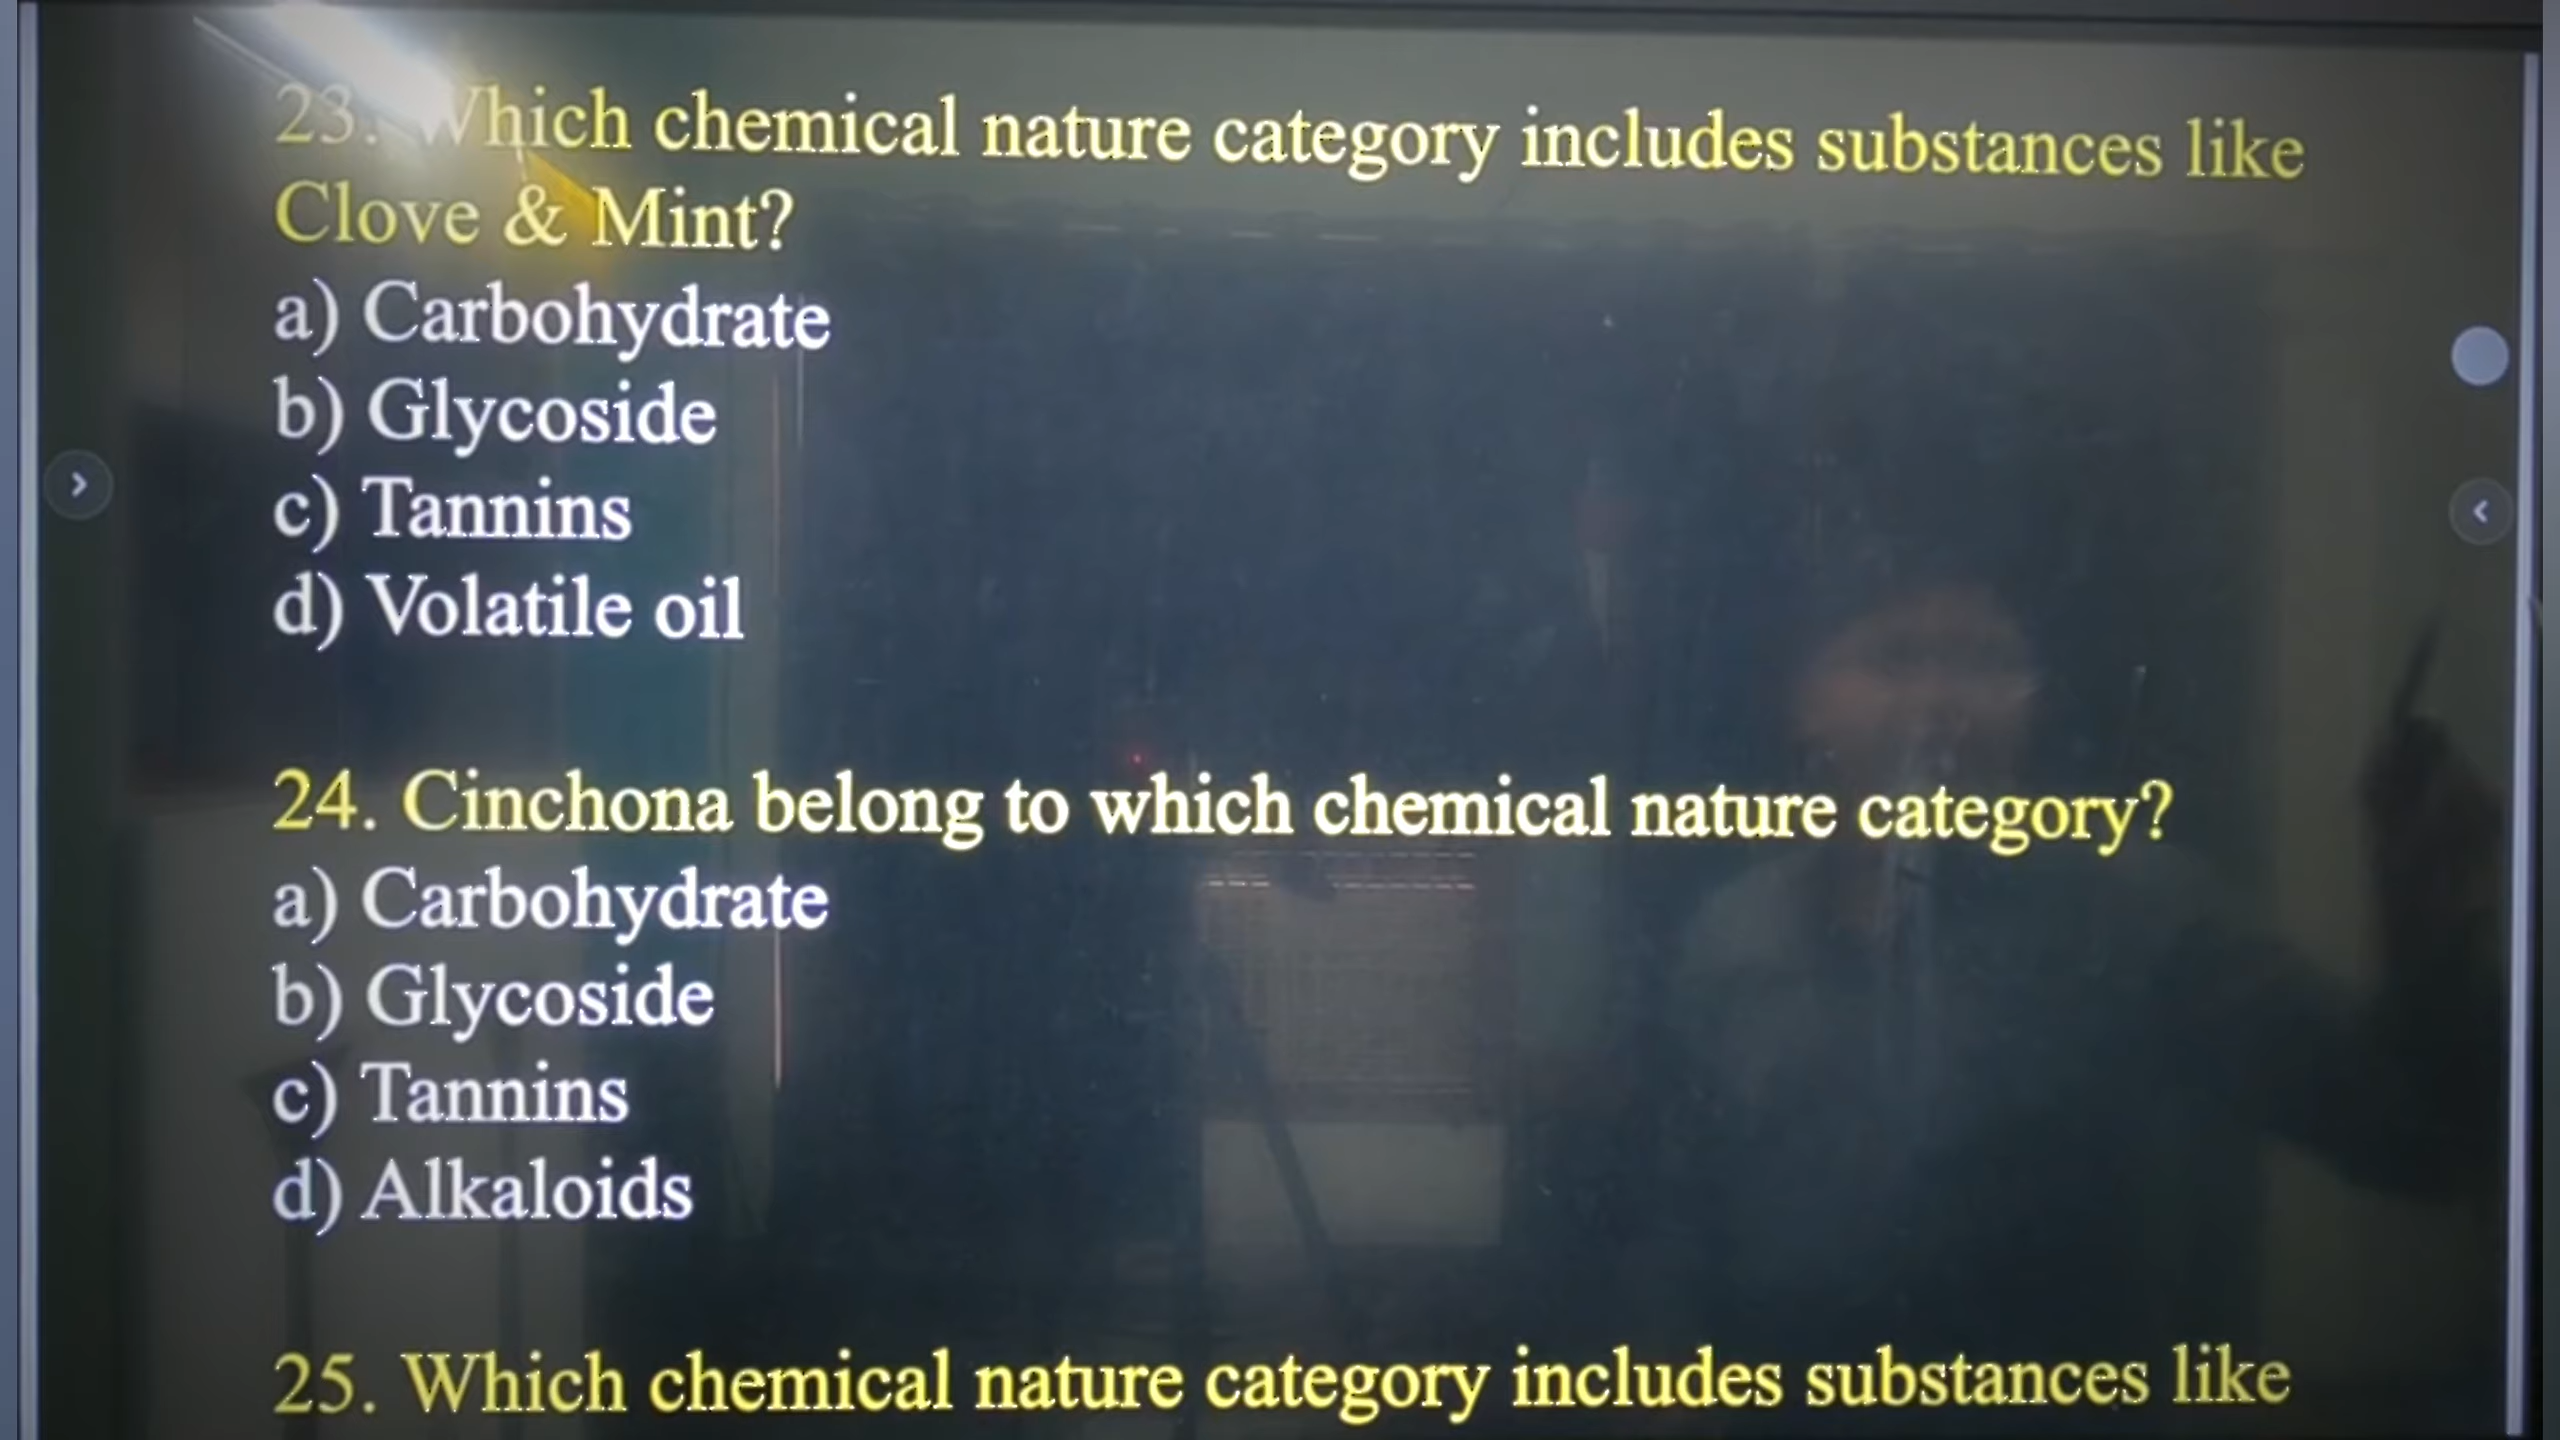 23. Which chemical nature category includes substances like
Clove & Mint?
a) Carbohydrate
b) Glycoside
c) Tannins
d) Volatile oil
24. Cinchona belong to which chemical nature category?
a) Carbohydrate
b) Glycoside
c) Tannins
d) Alkaloids
25. Which chemical nature category includes substances like